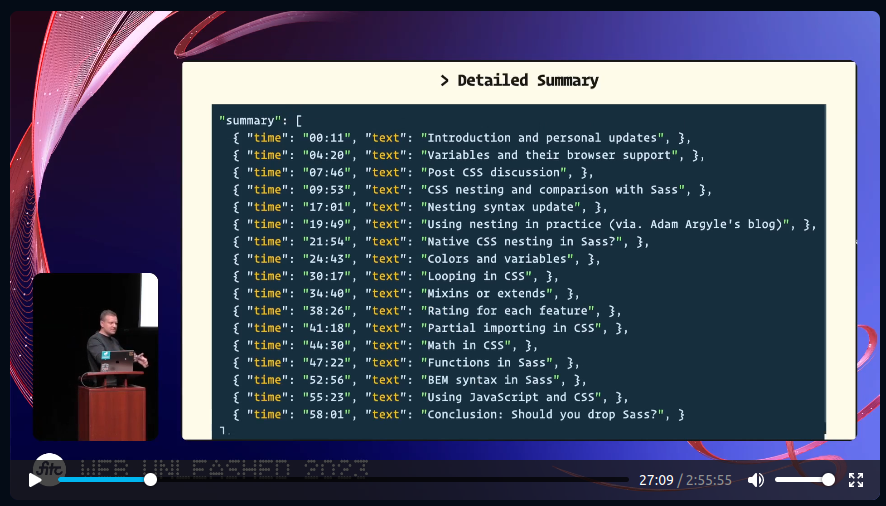 > Detailed Summary
"summary": [
{ "time": "00:11", "text": "Introduction and personal updates", },
{ "time": "04:20", "text": "Variables and their browser support", },
{ "time": "07:46", "text": "Post CSS discussion", },
{ "time": "09:53", "text": "CSS nesting and comparison with Sass", },
{ "time": "17:01", "text": "Nesting syntax update", },
{ "time": "19:49", "text": "Using nesting in practice (via. Adam Argyle's blog)", },
{ "time": "21:54", "text": "Native CSS nesting in Sass?", },
{ "time": "24:43", "text": "Colors and variables", },
{ "time": "30:17", "text": "Looping in CSS", },
{ "time": "34:40", "text": "Mixins or extends", },
{ "time": "38:26", "text": "Rating for each feature", },
{ "time": "41:18", "text": "Partial importing in CSS", },
{ "time": "44:30", "text": "Math in CSS", },
{ "time": "47:22", "text": "Functions in Sass", },
{ "time": "52:56", "text": "BEM syntax in Sass", },
{ "time": "55:23", "text": "Using JavaScript and CSS", },
{ "time": "58:01", "text": "Conclusion: Should you drop Sass?", }
],
fitc WEB UNLEASHED 2023
27:09 / 2:55:55